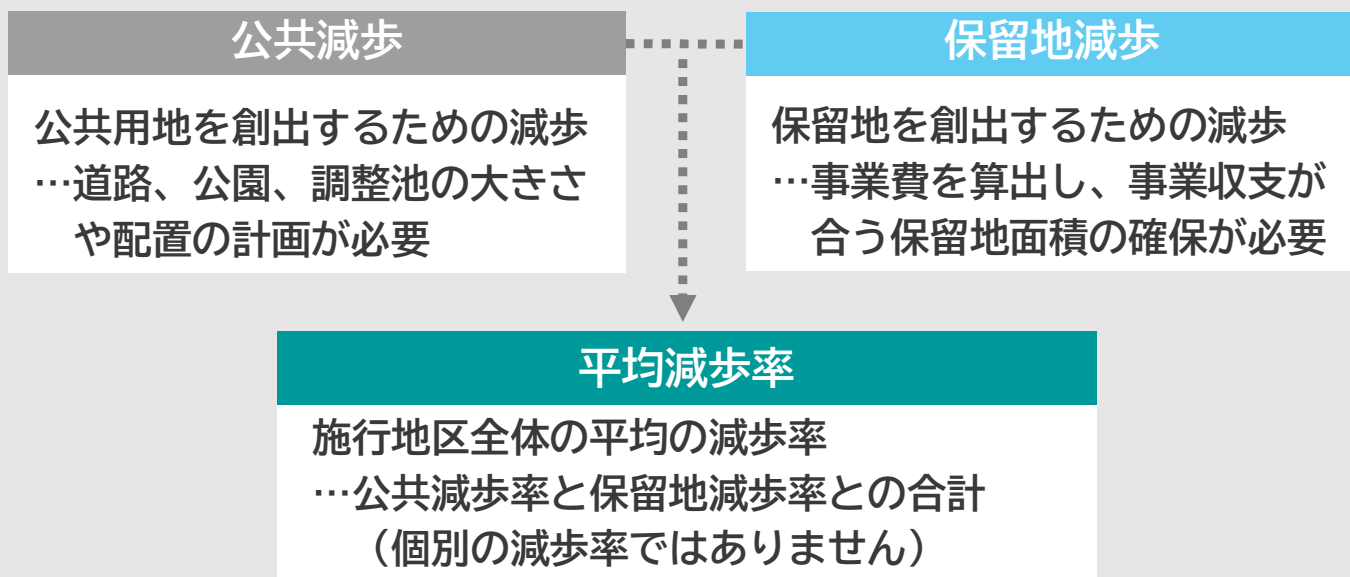 公共減歩
公共用地を創出するための減歩
…道路、公園、調整池の大きさ
や配置の計画が必要
保留地減歩
保留地を創出するための減歩
…事業費を算出し、事業収支が
合う保留地面積の確保が必要
平均減歩率
施行地区全体の平均の減歩率
…公共減歩率と保留地減歩率との合計
（個別の減歩率ではありません）